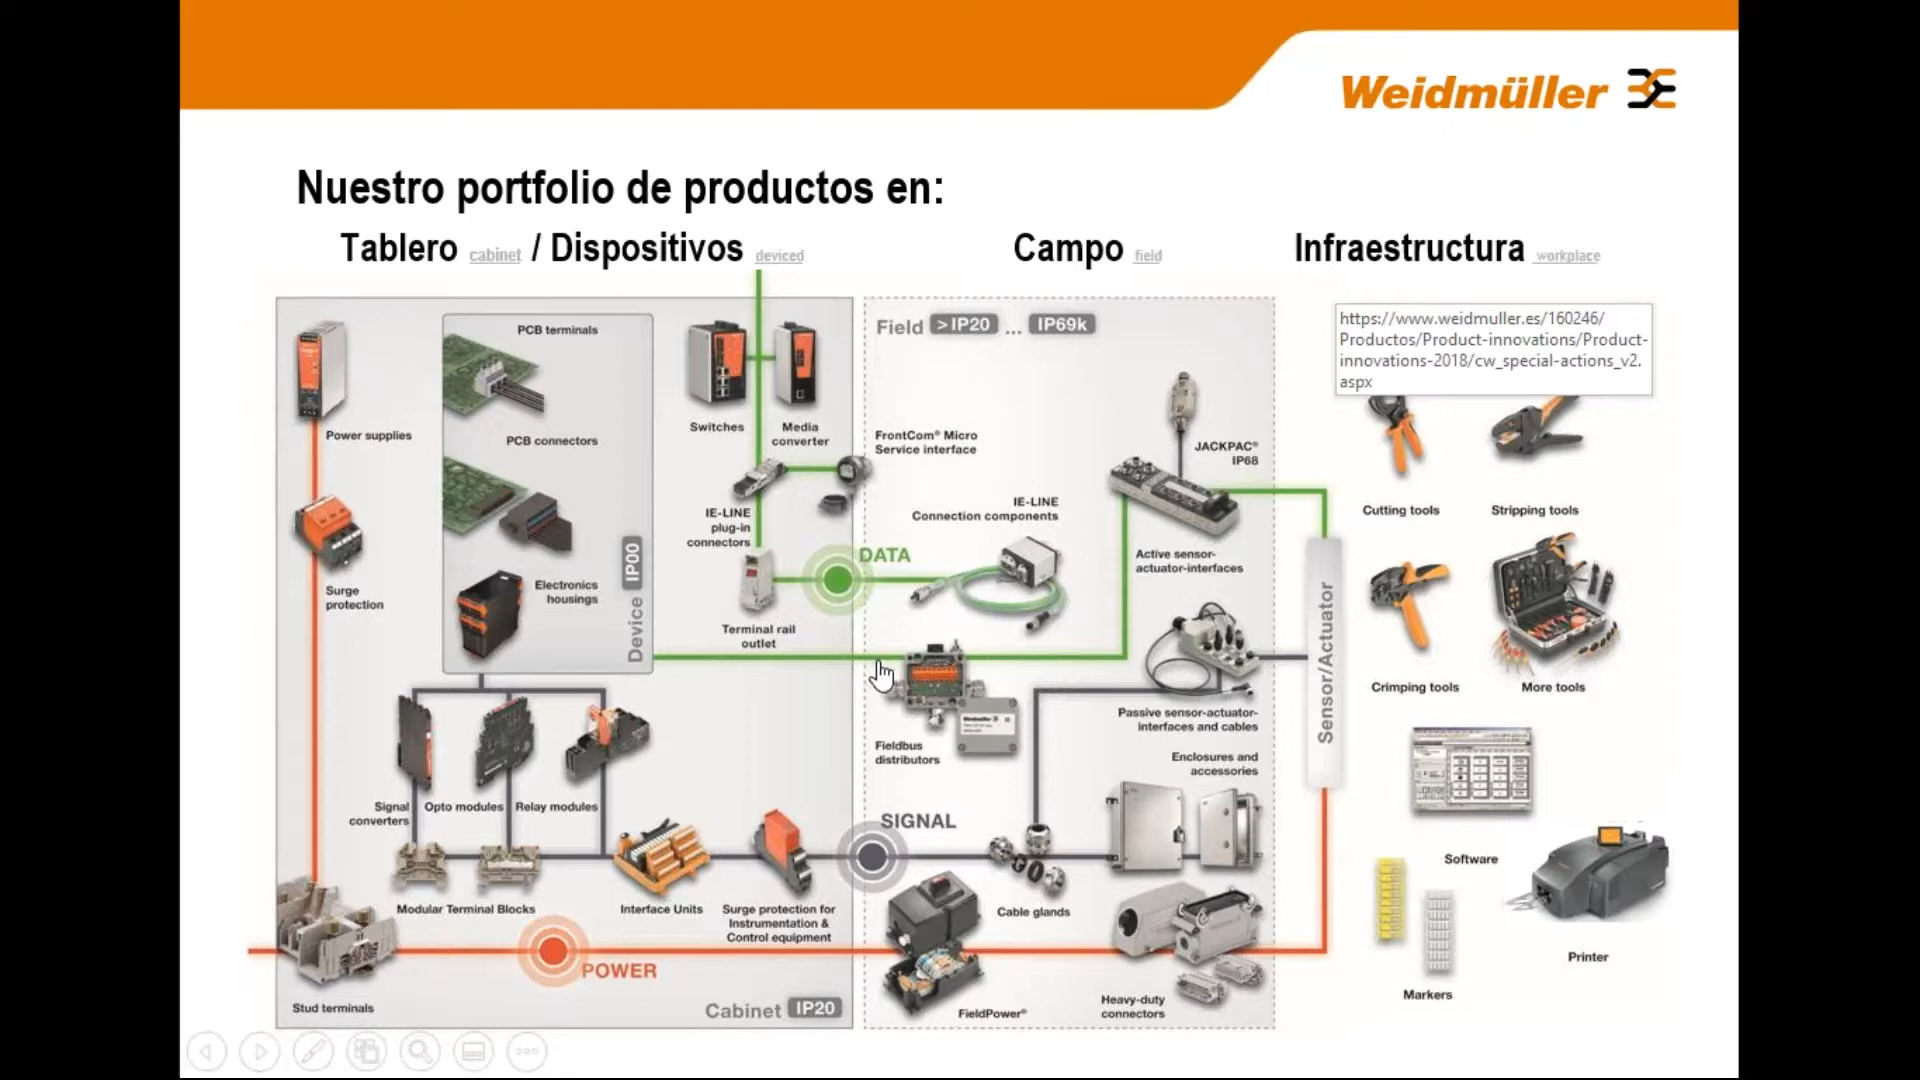 Weidmüller
Nuestro portfolio de productos en:
Tablero cabinet / Dispositivos deviced
Campo field
Infraestructura workplace
Power supplies
Surge
protection
PCB terminals
PCB connectors
Electronics
housings
Device IP00
Switches
Media
converter
IE-LINE
plug-in
connectors
Terminal rail
outlet
Signal
converters
Opto modules
Relay modules
Modular Terminal Blocks
Interface Units
Surge protection for
Instrumentation &
Control equipment
POWER
Stud terminals
Cabinet IP20
Field >IP20 ... IP69k
FrontCom® Micro
Service interface
JACKPAC®
IP68
IE-LINE
Connection components
DATA
Active sensor-
actuator-interfaces
Fieldbus
distributors
Weidmüller
Passive sensor-actuator-
interfaces and cables
Enclosures and
accessories
SIGNAL
Cable glands
FieldPower®
Heavy-duty
connectors
Sensor/Actuator
https://www.weidmuller.es/160246/
Productos/Product-innovations/Product-
innovations-2018/cw_special-actions_v2.
aspx
Cutting tools
Stripping tools
Crimping tools
More tools
Software
Printer
Markers